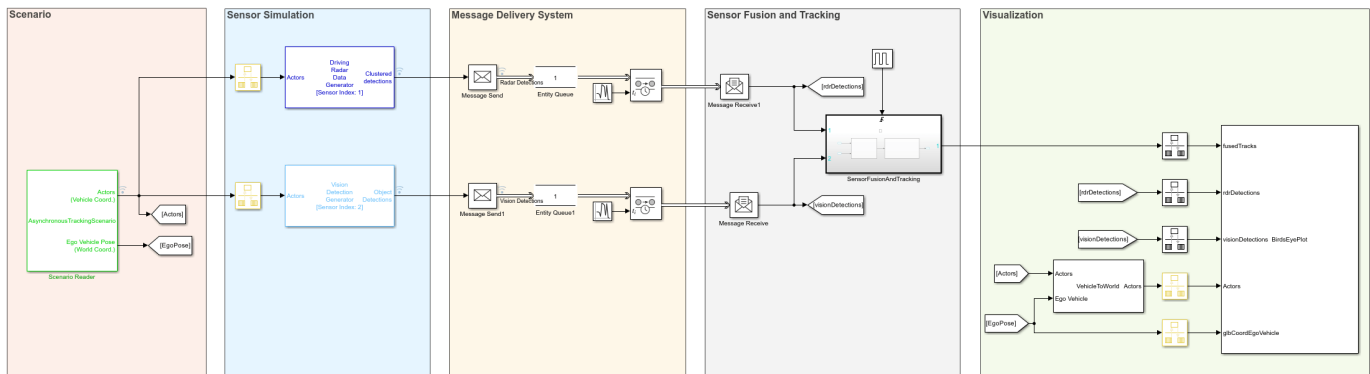 Scenario
Actors
(Vehicle Coord.)
AsynchronousTrackingScenario
Ego Vehicle Pose
(World Coord.)
Scenario Reader
[Actors]
[EgoPose]
Sensor Simulation
Actors
Driving
Radar
Data
Generator
[Sensor Index: 1]
Clustered
detections
Actors
Vision
Detection
Generator
[Sensor Index: 2]
Object
Detections
Message Delivery System
Message Send
Radar Detections
1
Entity Queue
Message Send1
Vision Detections
1
Entity Queue1
Sensor Fusion and Tracking
Message Receive1
[rdrDetections]
1
2
1
SensorFusionAndTracking
Message Receive
[visionDetections]
Visualization
[rdrDetections]
[visionDetections]
[Actors]
[EgoPose]
Actors
VehicleToWorld Actors
Ego Vehicle
fusedTracks
rdrDetections
visionDetections BirdsEyePlot
Actors
glbCoordEgoVehicle